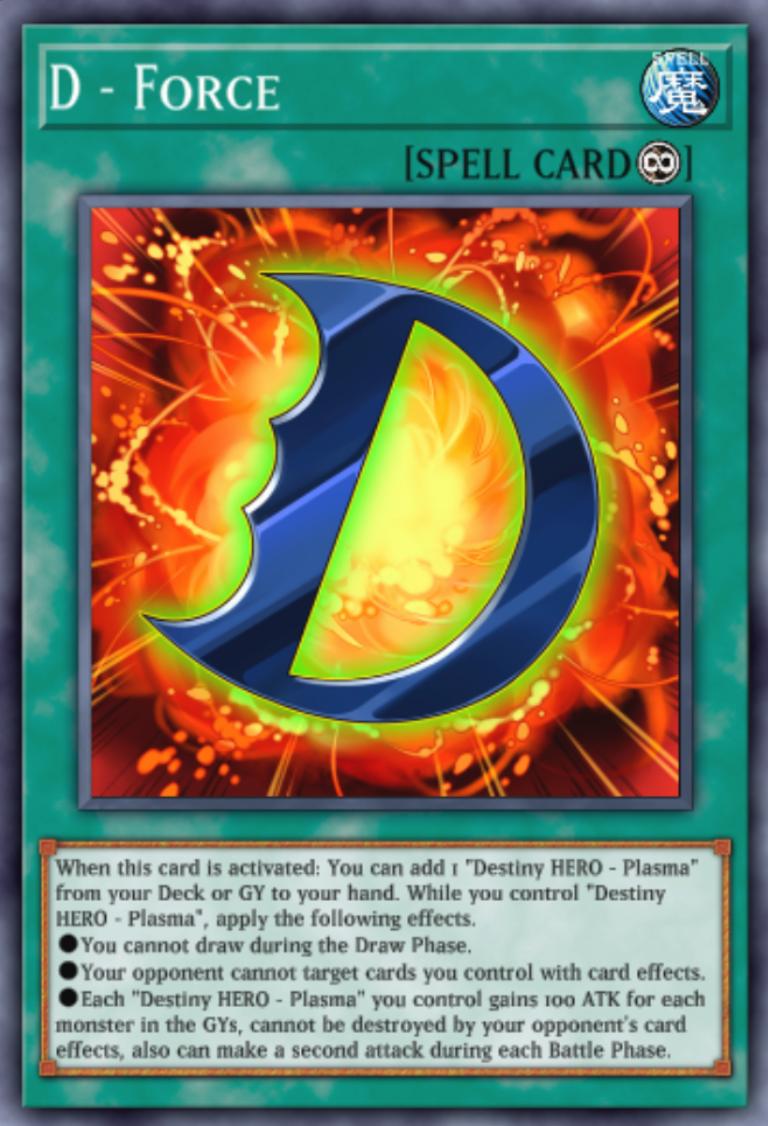 D - Force
SPELL
魔
[SPELL CARD]
When this card is activated: You can add 1 "Destiny HERO - Plasma"
from your Deck or GY to your hand. While you control "Destiny
HERO - Plasma", apply the following effects.
●You cannot draw during the Draw Phase.
●Your opponent cannot target cards you control with card effects.
●Each "Destiny HERO - Plasma" you control gains 100 ATK for each
monster in the GYs, cannot be destroyed by your opponent's card
effects, also can make a second attack during each Battle Phase.